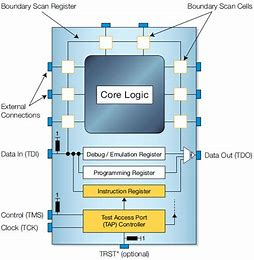 Boundary Scan Register
Boundary Scan Cells
Core Logic
External
Connections
Data In (TDI)
Debug / Emulation Register
Data Out (TDO)
Programming Register
Instruction Register
Control (TMS)
Test Access Port
(TAP) Controller
Clock (TCK)
TRST* (optional)